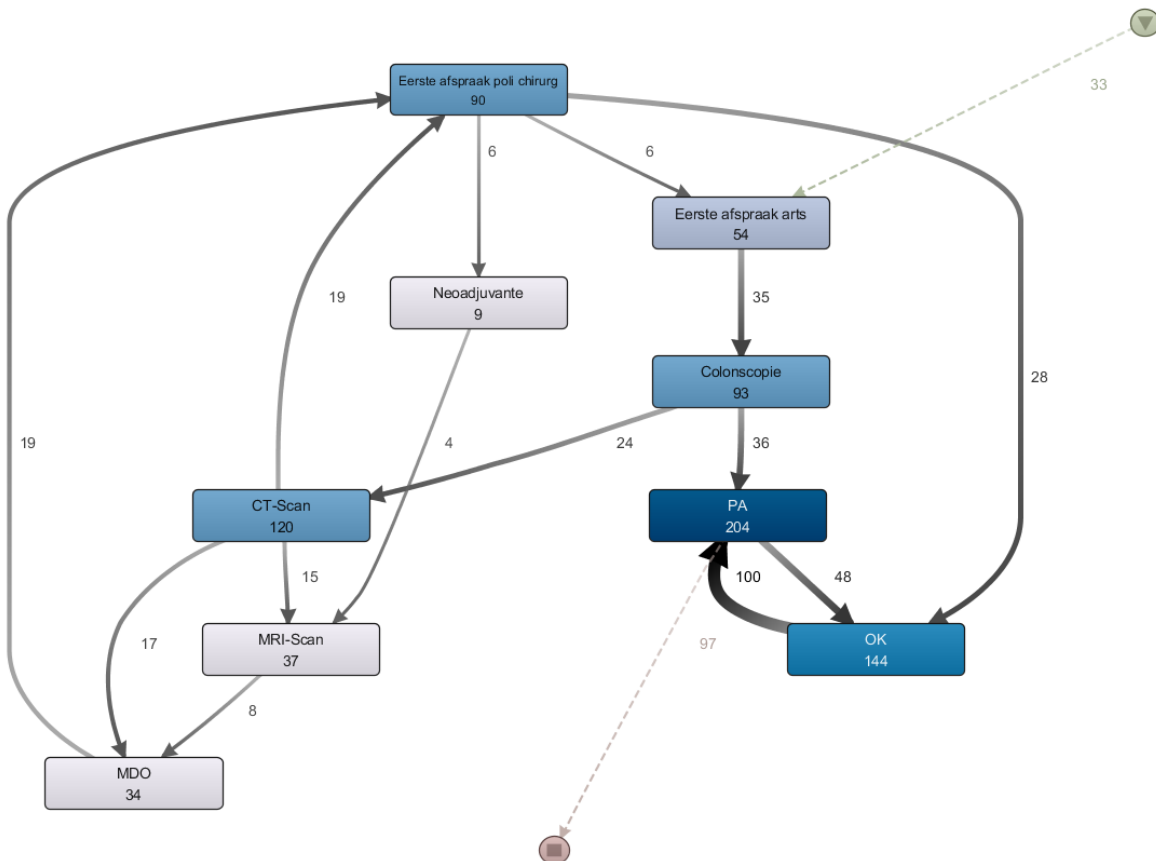 33
Eerste afspraak poli chirurg
90
6
6
Eerste afspraak arts
54
Neoadjuvante
9
19
35
Colonscopie
93
28
19
4
24
36
CT-Scan
120
PA
204
15
100
48
17
MRI-Scan
37
97
OK
144
8
MDO
34